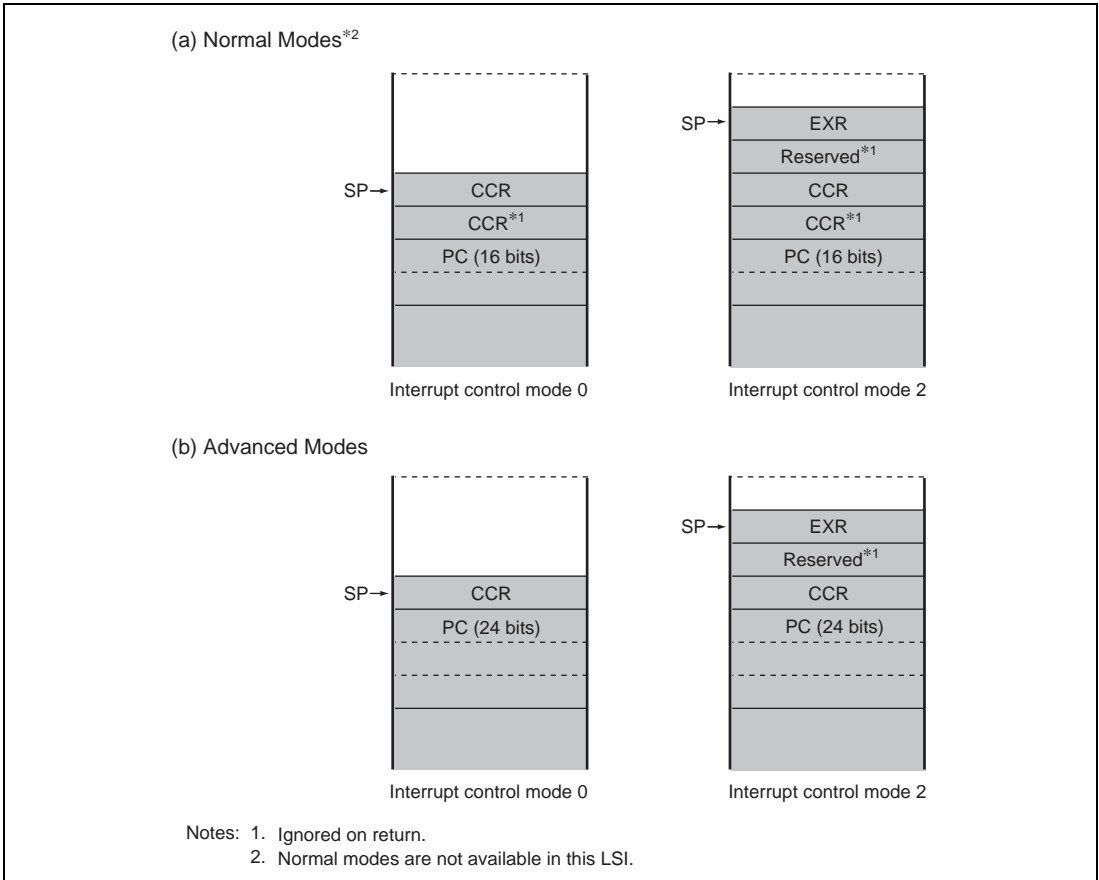 (a) Normal Modes*2
SP→ CCR
CCR*1
PC (16 bits)
Interrupt control mode 0
SP→ EXR
Reserved*1
CCR
CCR*1
PC (16 bits)
Interrupt control mode 2
(b) Advanced Modes
SP→ CCR
PC (24 bits)
Interrupt control mode 0
SP→ EXR
Reserved*1
CCR
PC (24 bits)
Interrupt control mode 2
Notes: 1. Ignored on return.
2. Normal modes are not available in this LSI.